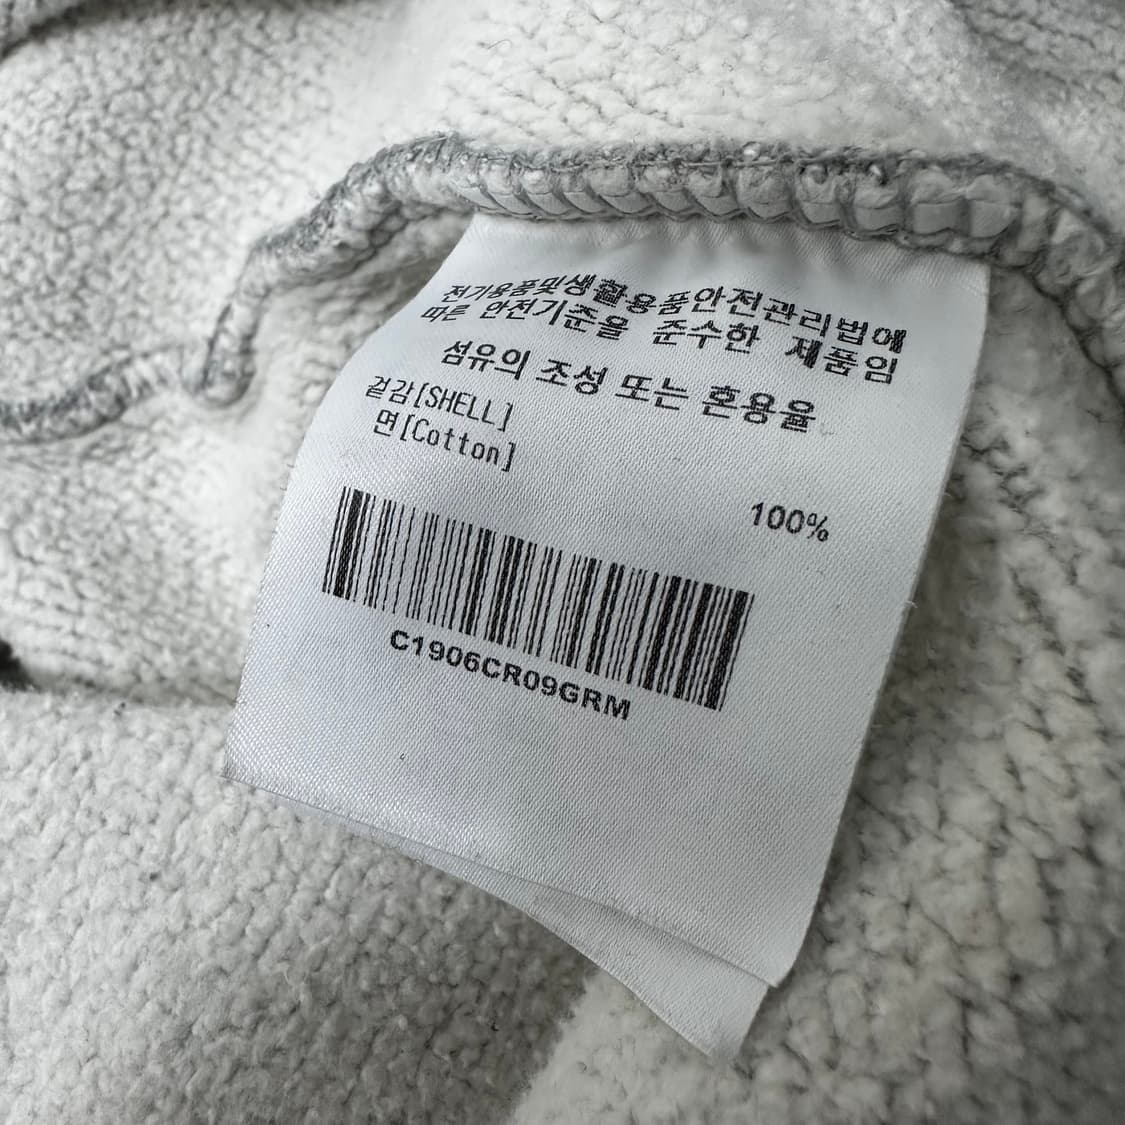 전기용품및생활용품안전관리법에
따른 안전기준을 준수한 제품임
섬유의 조성 또는 혼용율
겉감[SHELL]
면[Cotton]
100%
C1906CR09GRM